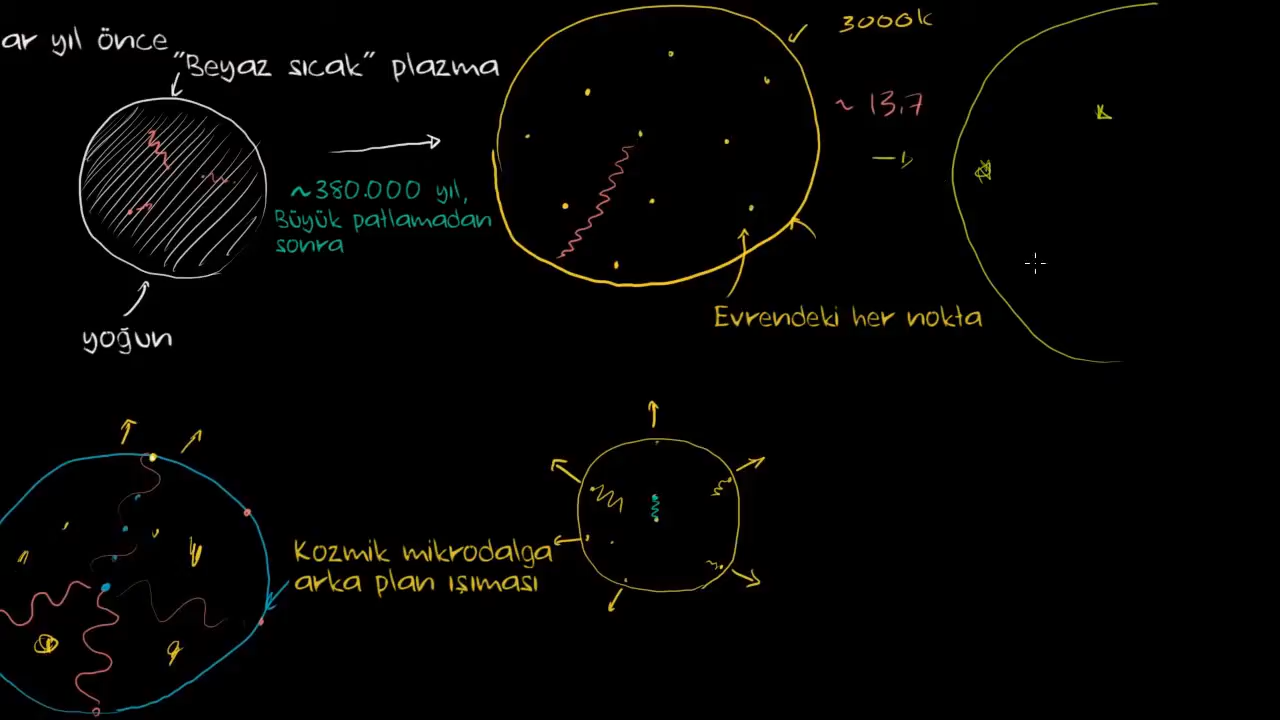 ar yıl önce
"Beyaz sıcak" plazma
yoğun
~380.000 yıl,
Büyük patlamadan
sonra
3000K
~ 13,7
Evrendeki her nokta
Kozmik mikrodalga
arka plan ışıması